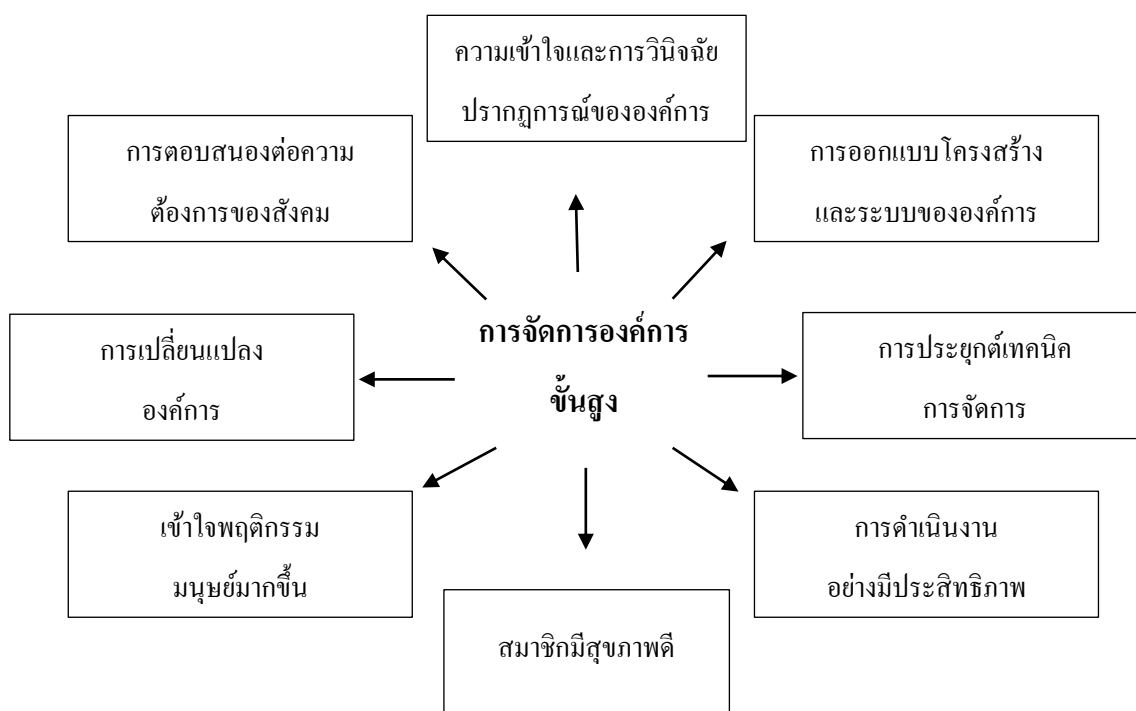 ความเข้าใจและการวินิจฉัย
ปรากฏการณ์ขององค์การ
การตอบสนองต่อความ
ต้องการของสังคม
การออกแบบโครงสร้าง
และระบบขององค์การ
การจัดการองค์การ
ขั้นสูง
การเปลี่ยนแปลง
องค์การ
การประยุกต์เทคนิค
การจัดการ
เข้าใจพฤติกรรม
มนุษย์มากขึ้น
การดำเนินงาน
อย่างมีประสิทธิภาพ
สมาชิกมีสุขภาพดี